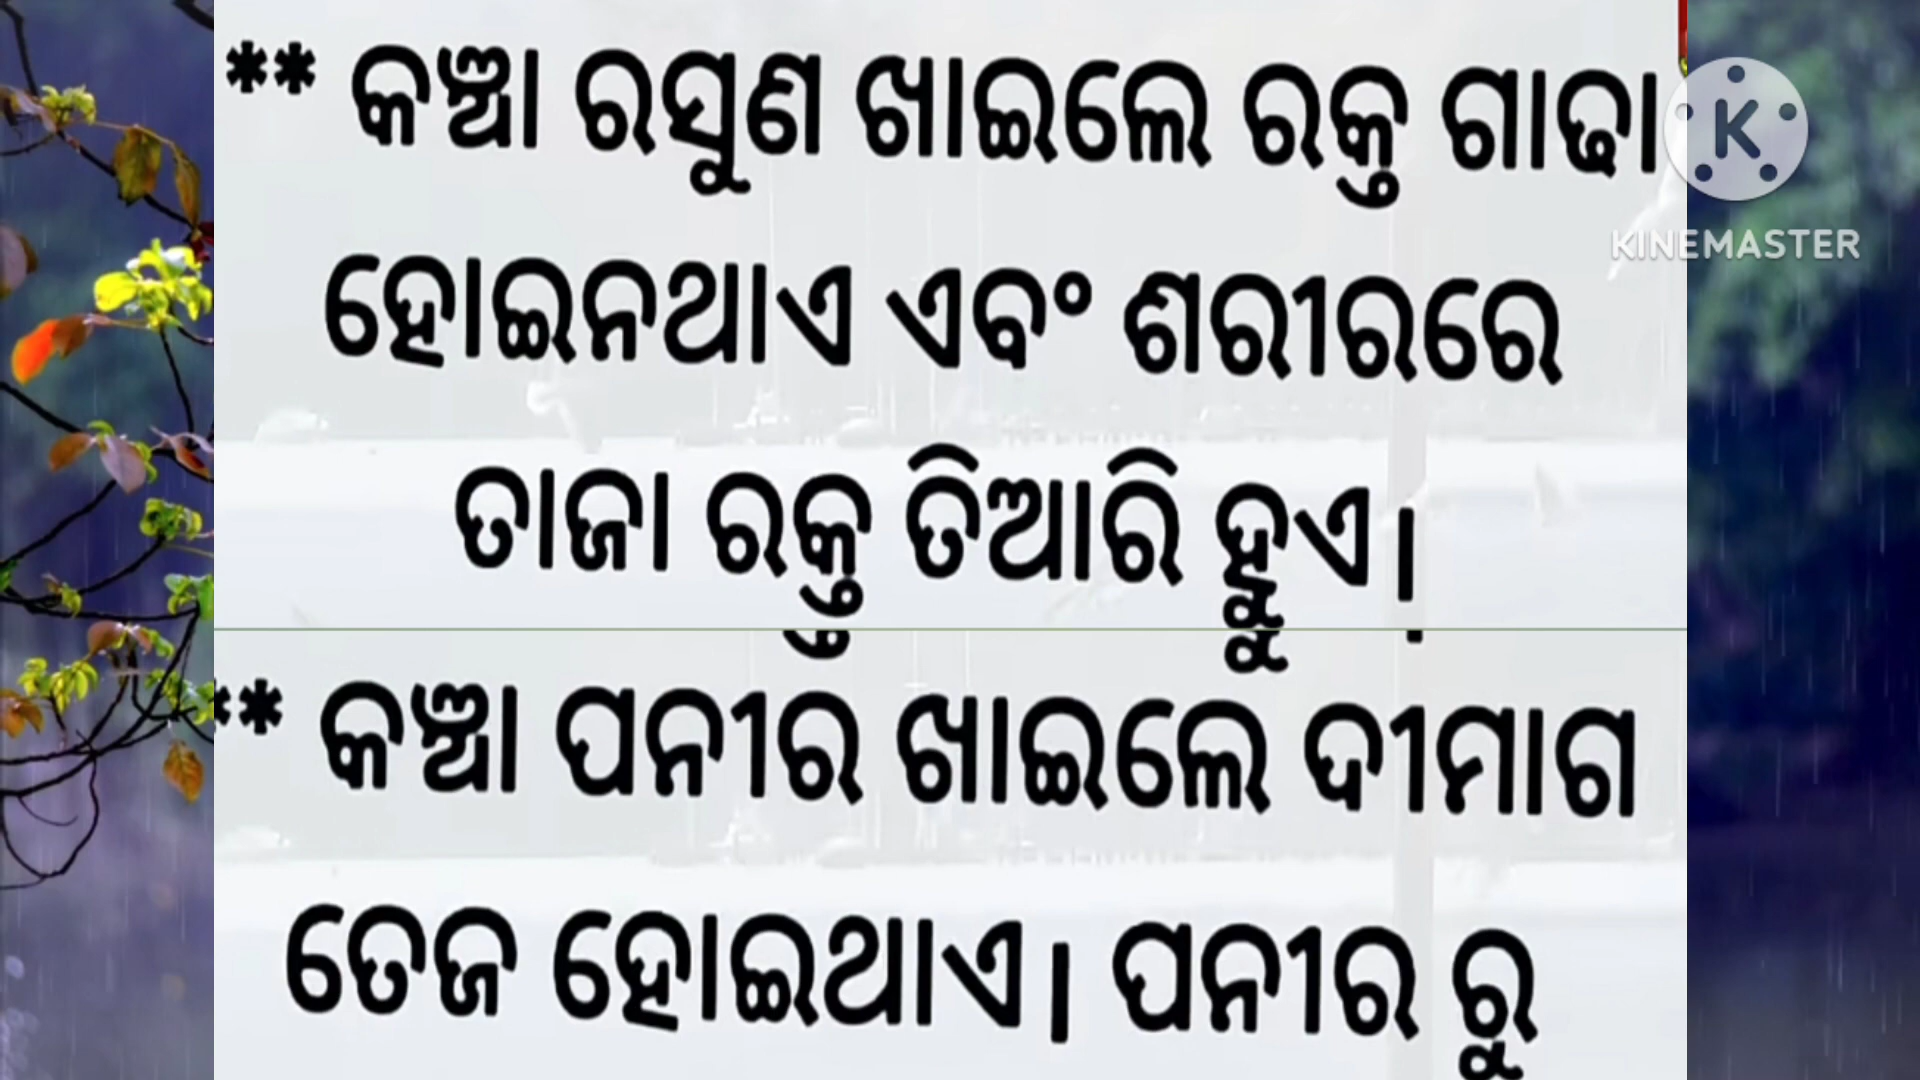 ** କଞ୍ଚା ରସୁଣ ଖାଇଲେ ରକ୍ତ ଗାଢା
ହୋଇନଥାଏ ଏବଂ ଶରୀରରେ
ତାଜା ରକ୍ତ ତିଆରି ହୁଏ।
** କଞ୍ଚା ପନୀର ଖାଇଲେ ଦୀମାଗ
ତେଜ ହୋଇଥାଏ। ପନୀର ରୁ
K
KINEMASTER